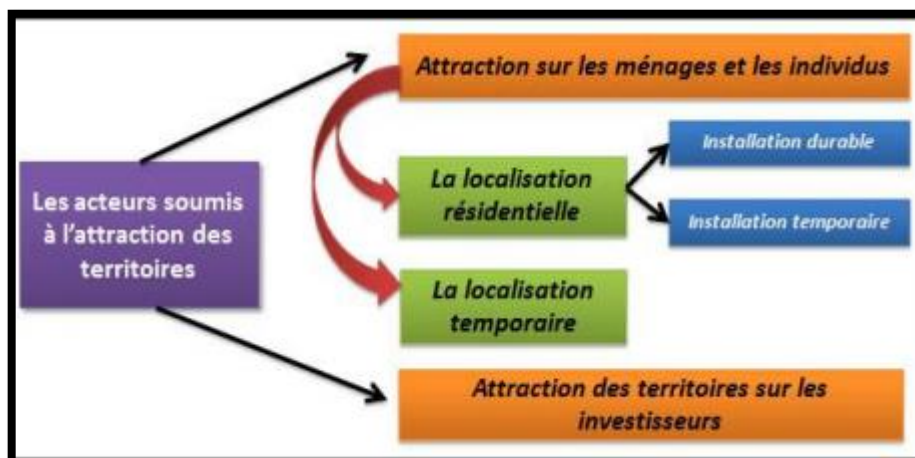 Attraction sur les ménages et les individus
Les acteurs soumis
à l'attraction des
territoires
La localisation
résidentielle
Installation durable
Installation temporaire
La localisation
temporaire
Attraction des territoires sur les
investisseurs